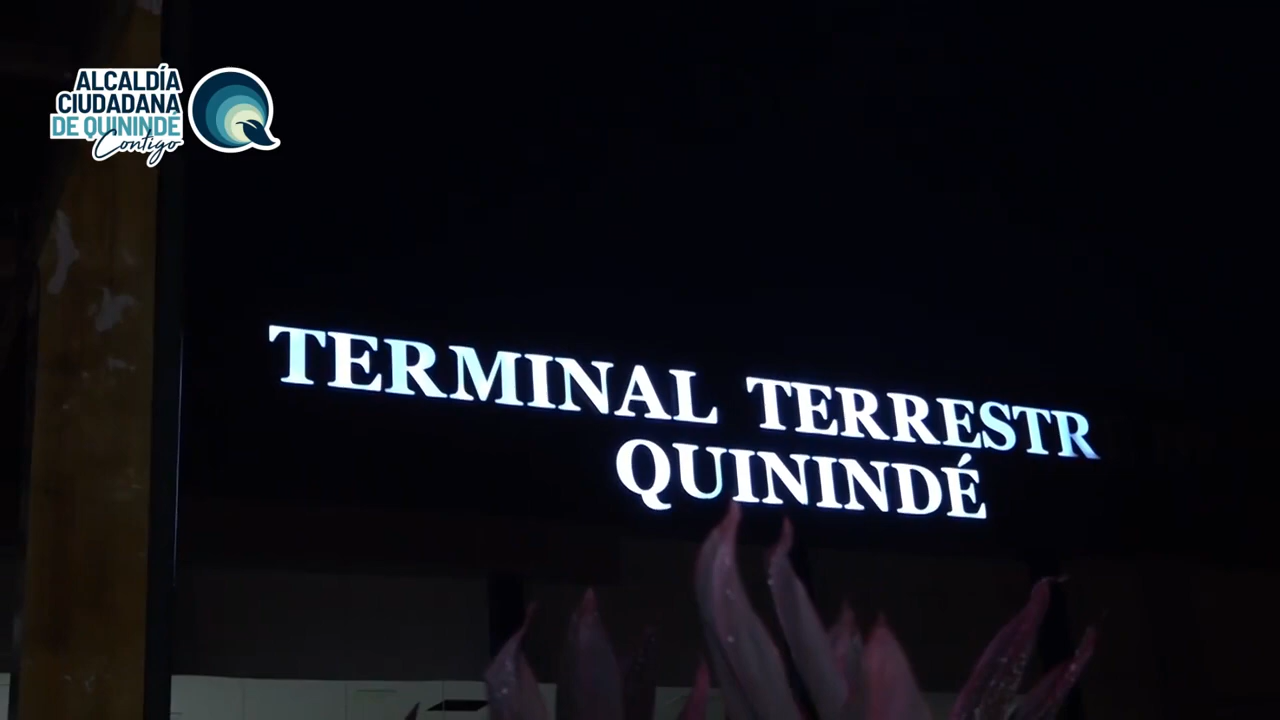 ALCALDÍA
CIUDADANA
DE QUININDÉ
Contigo
TERMINAL TERRESTR
QUININDÉ